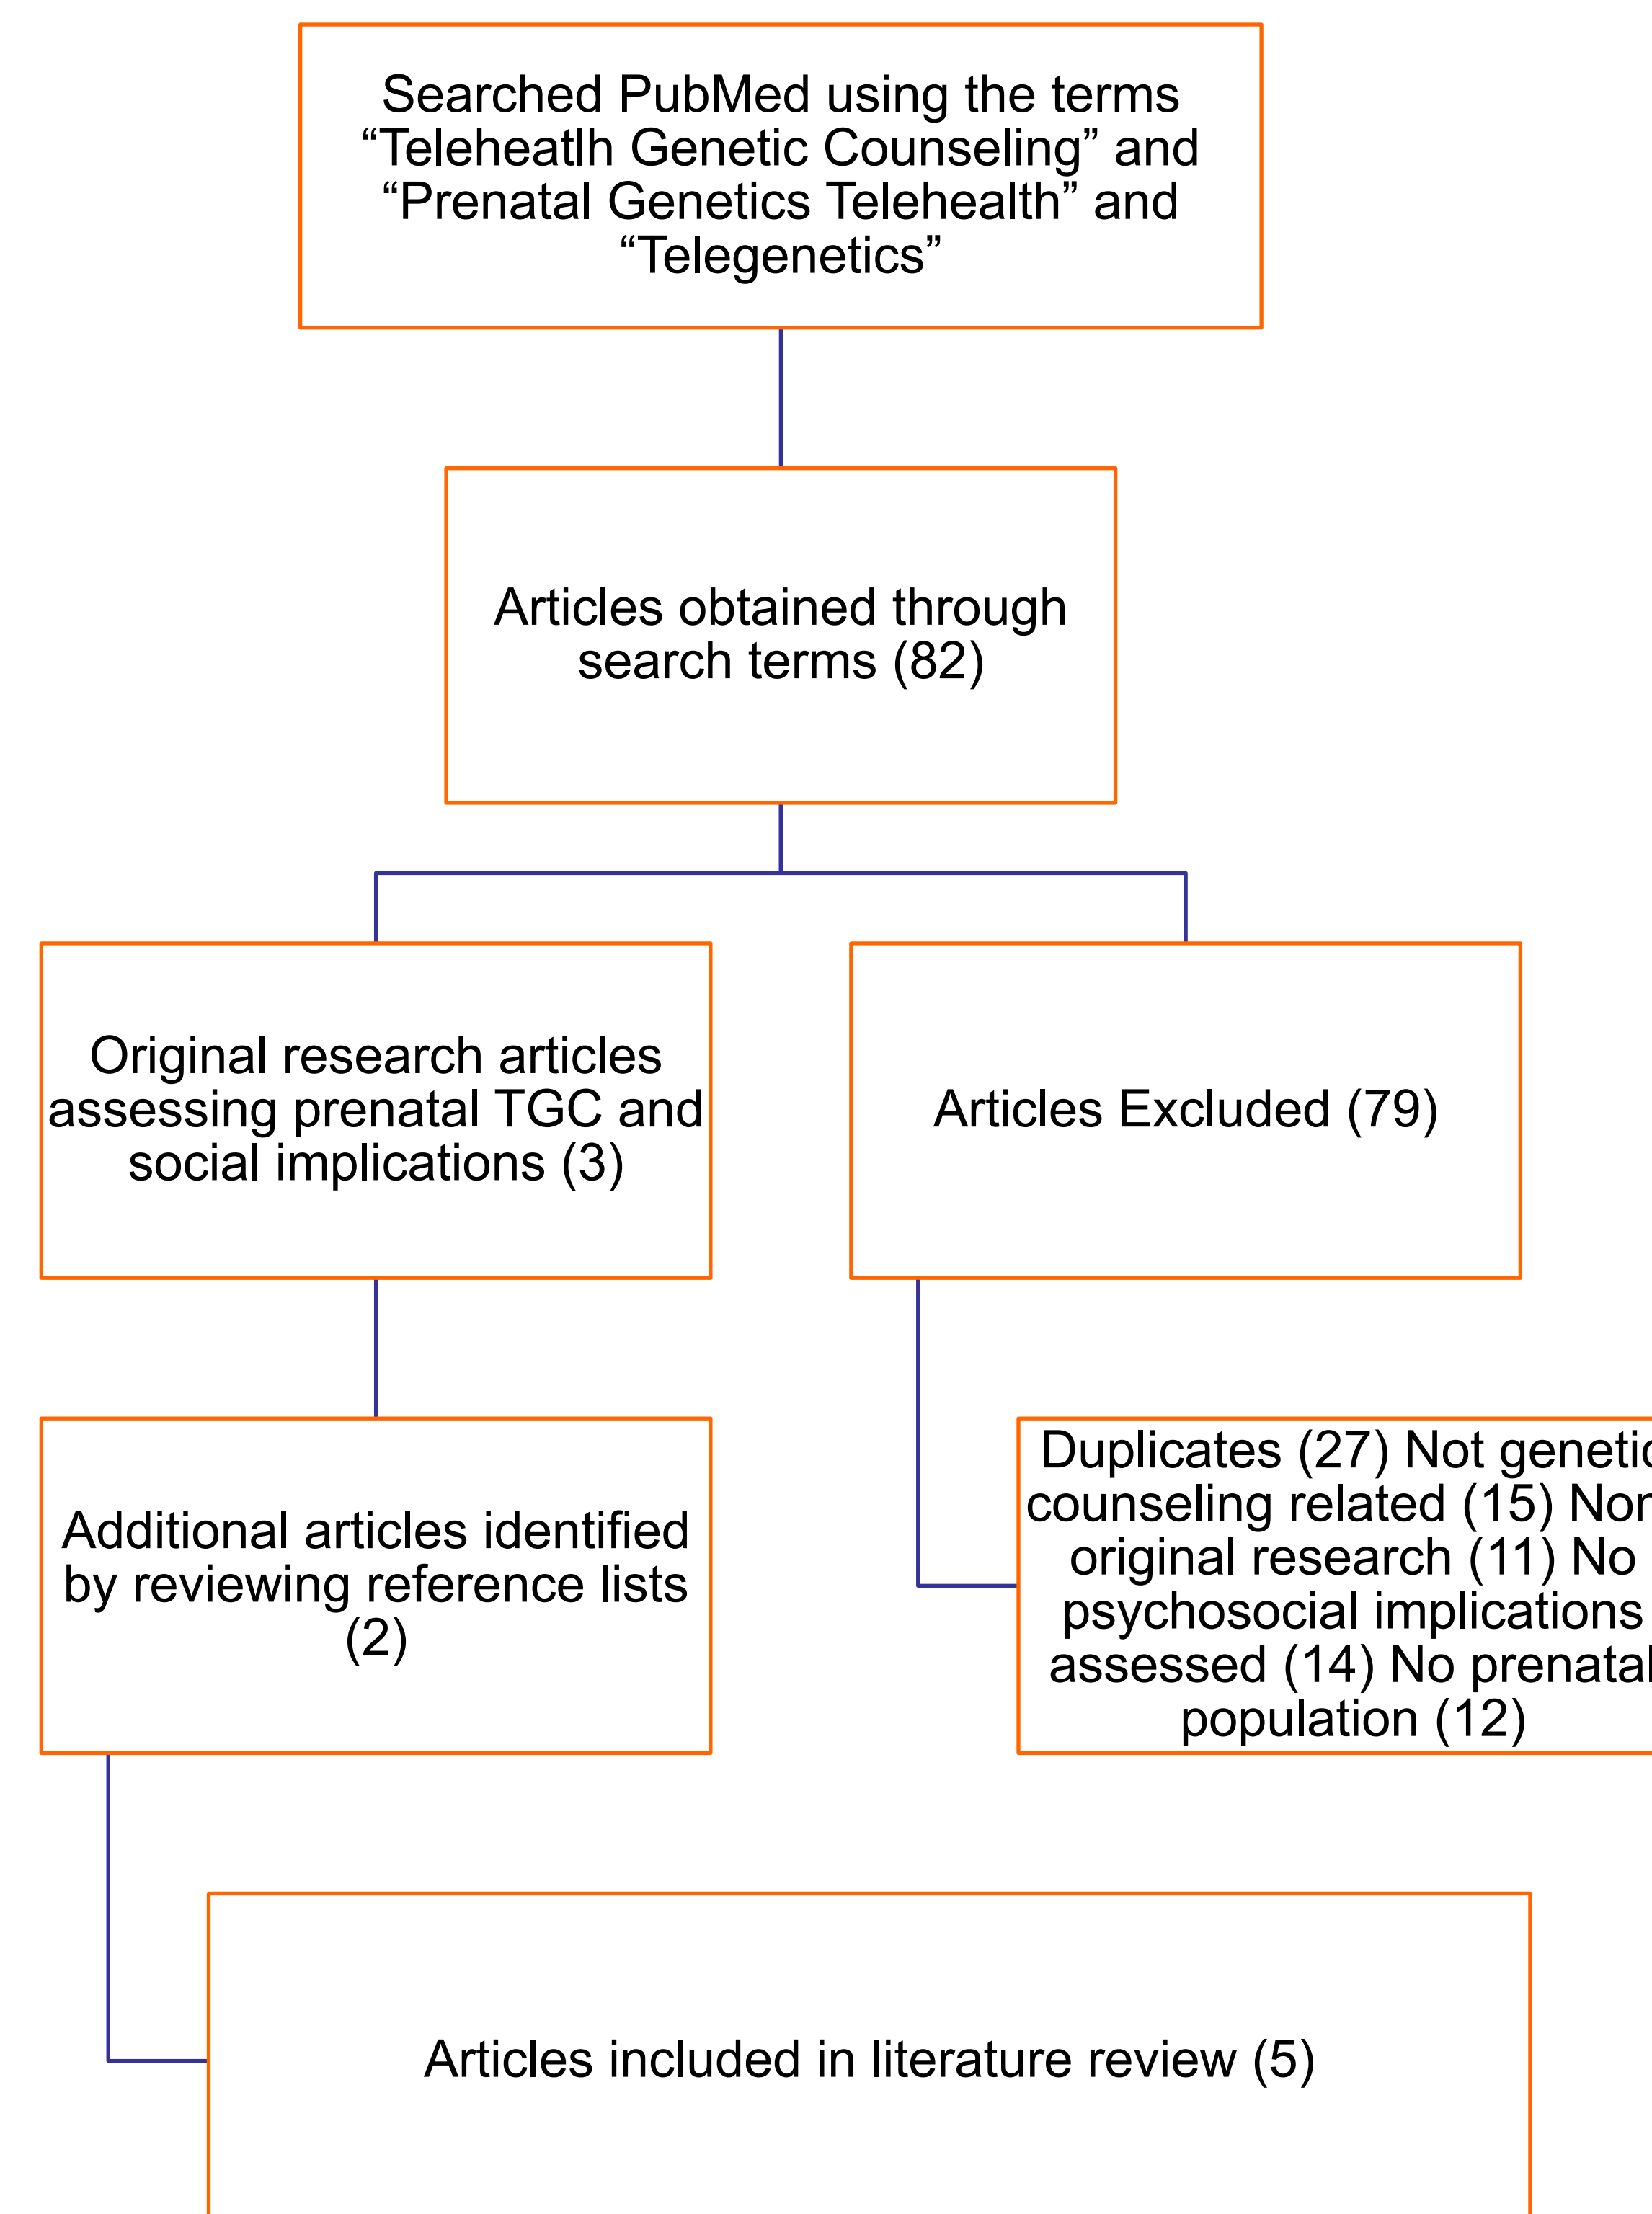 Searched PubMed using the terms
“Teleheatlh Genetic Counseling” and
“Prenatal Genetics Telehealth” and
“Telegenetics”
Articles obtained through
search terms (82)
Original research articles
assessing prenatal TGC and
social implications (3)
Articles Excluded (79)
Additional articles identified
by reviewing reference lists
(2)
Duplicates (27) Not genetic
counseling related (15) Non
original research (11) No
psychosocial implications
assessed (14) No prenatal
population (12)
Articles included in literature review (5)